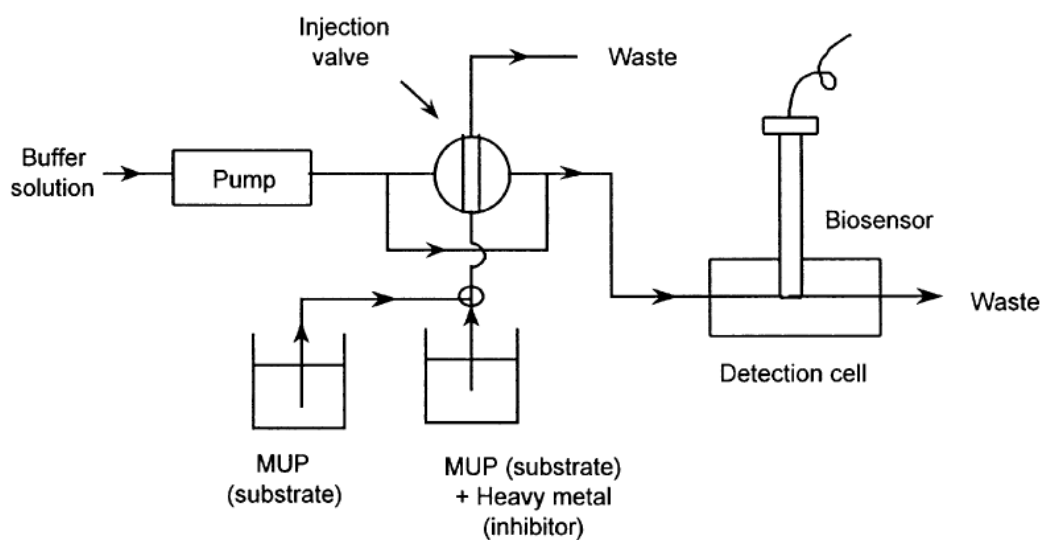 Injection
valve
Waste
Buffer
solution
Pump
Biosensor
Waste
Detection cell
MUP
(substrate)
MUP (substrate)
+ Heavy metal
(inhibitor)